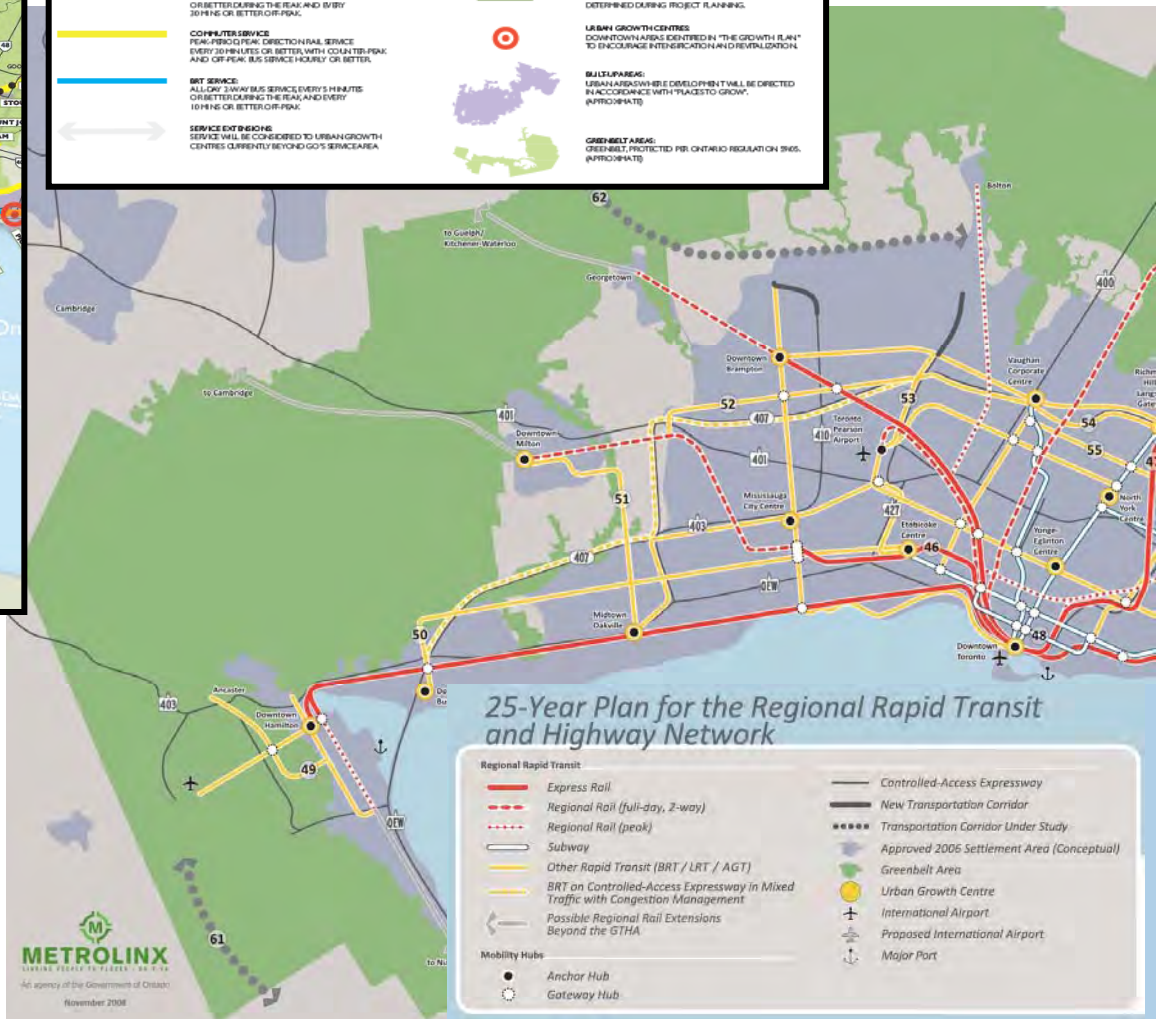 OR BETTER DURING THE PEAK AND EVERY
30 MINS OR BETTER OFF-PEAK.
COMMUTER SERVICE:
PEAK-PERIOD, PEAK DIRECTION RAIL SERVICE
EVERY 30 MINUTES OR BETTER, WITH COUNTER-PEAK
AND OFF-PEAK BUS SERVICE HOURLY OR BETTER.
BRT SERVICE:
ALL-DAY 2-WAY BUS SERVICE, EVERY 5 MINUTES
OR BETTER DURING THE PEAK, AND EVERY
10 MINS OR BETTER OFF-PEAK
SERVICE EXTENSIONS:
SERVICE WILL BE CONSIDERED TO URBAN GROWTH
CENTRES CURRENTLY BEYOND GO'S SERVICE AREA
DETERMINED DURING PROJECT PLANNING.
URBAN GROWTH CENTRES:
DOWNTOWN AREAS IDENTIFIED IN "THE GROWTH PLAN"
TO ENCOURAGE INTENSIFICATION AND REVITALIZATION.
BUILT-UP AREAS:
URBAN AREAS WHERE DEVELOPMENT WILL BE DIRECTED
IN ACCORDANCE WITH "PLACES TO GROW".
(APPROXIMATE)
GREENBELT AREAS:
GREENBELT, PROTECTED PER ONTARIO REGULATION 59/05.
(APPROXIMATE)
62
Bolton
to Guelph/
Kitchener-Waterloo
Georgetown
400
Cambridge
Downtown
Brampton
Vaughan
Corporate
Centre
to Cambridge
401
52
407
53
54
Downtown
Milton
Toronto
Pearson
Airport
410
401
55
51
Mississauga
City Centre
427
North
York
Centre
47
403
Etobicoke
Centre
46
Yonge-
Eglinton
Centre
407
QEW
Midtown
Oakville
50
48
Downtown
Toronto
Ancaster
403
Downtown
Hamilton
49
QEW
61
METROLINX
LINKING PEOPLE TO PLACES
An agency of the Government of Ontario
November 2008
25-Year Plan for the Regional Rapid Transit
and Highway Network
Regional Rapid Transit
Express Rail
Regional Rail (full-day, 2-way)
Regional Rail (peak)
Subway
Other Rapid Transit (BRT / LRT / AGT)
BRT on Controlled-Access Expressway in Mixed
Traffic with Congestion Management
Possible Regional Rail Extensions
Beyond the GTHA
Mobility Hubs
Anchor Hub
Gateway Hub
Controlled-Access Expressway
New Transportation Corridor
Transportation Corridor Under Study
Approved 2006 Settlement Area (Conceptual)
Greenbelt Area
Urban Growth Centre
International Airport
Proposed International Airport
Major Port